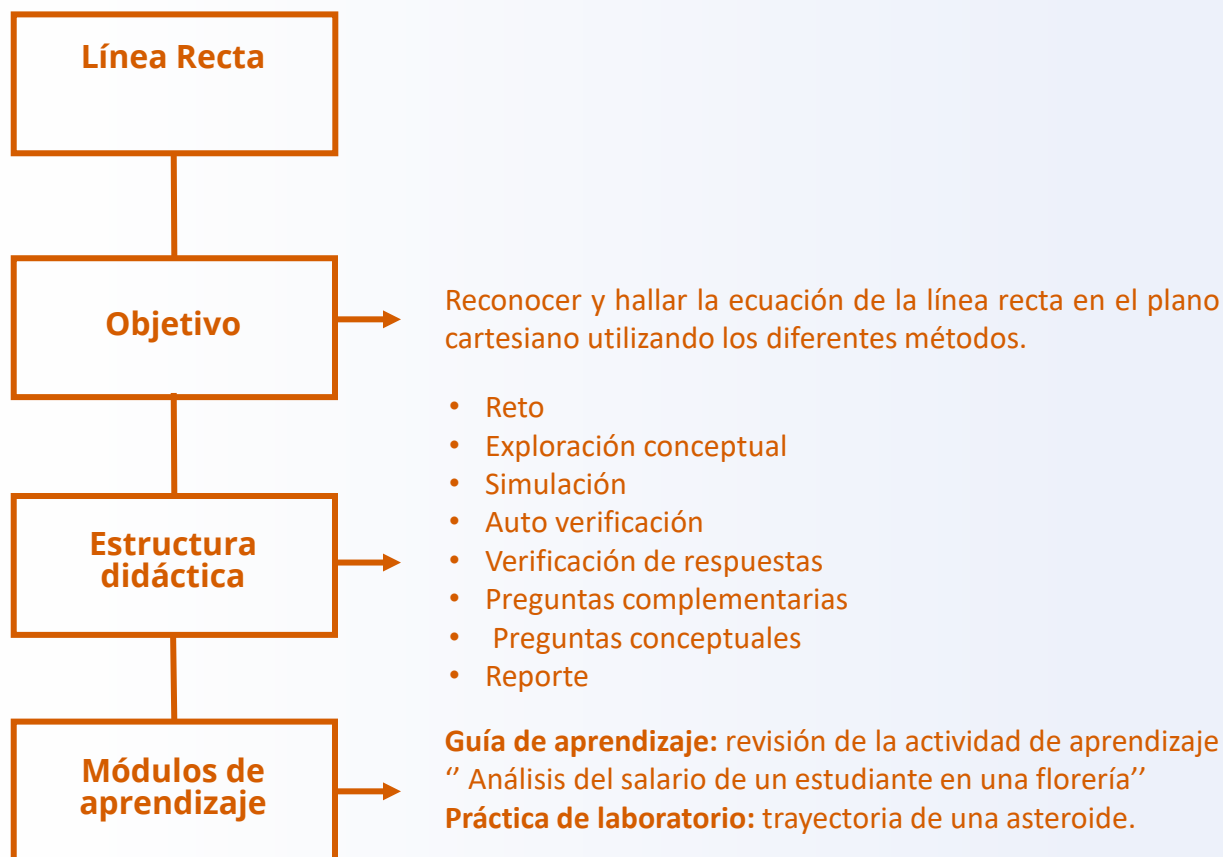 Línea Recta
Objetivo
Reconocer y hallar la ecuación de la línea recta en el plano
cartesiano utilizando los diferentes métodos.
Estructura
didáctica
• Reto
• Exploración conceptual
• Simulación
• Auto verificación
• Verificación de respuestas
• Preguntas complementarias
• Preguntas conceptuales
• Reporte
Módulos de
aprendizaje
Guía de aprendizaje: revisión de la actividad de aprendizaje
‘’ Análisis del salario de un estudiante en una florería’’
Práctica de laboratorio: trayectoria de una asteroide.